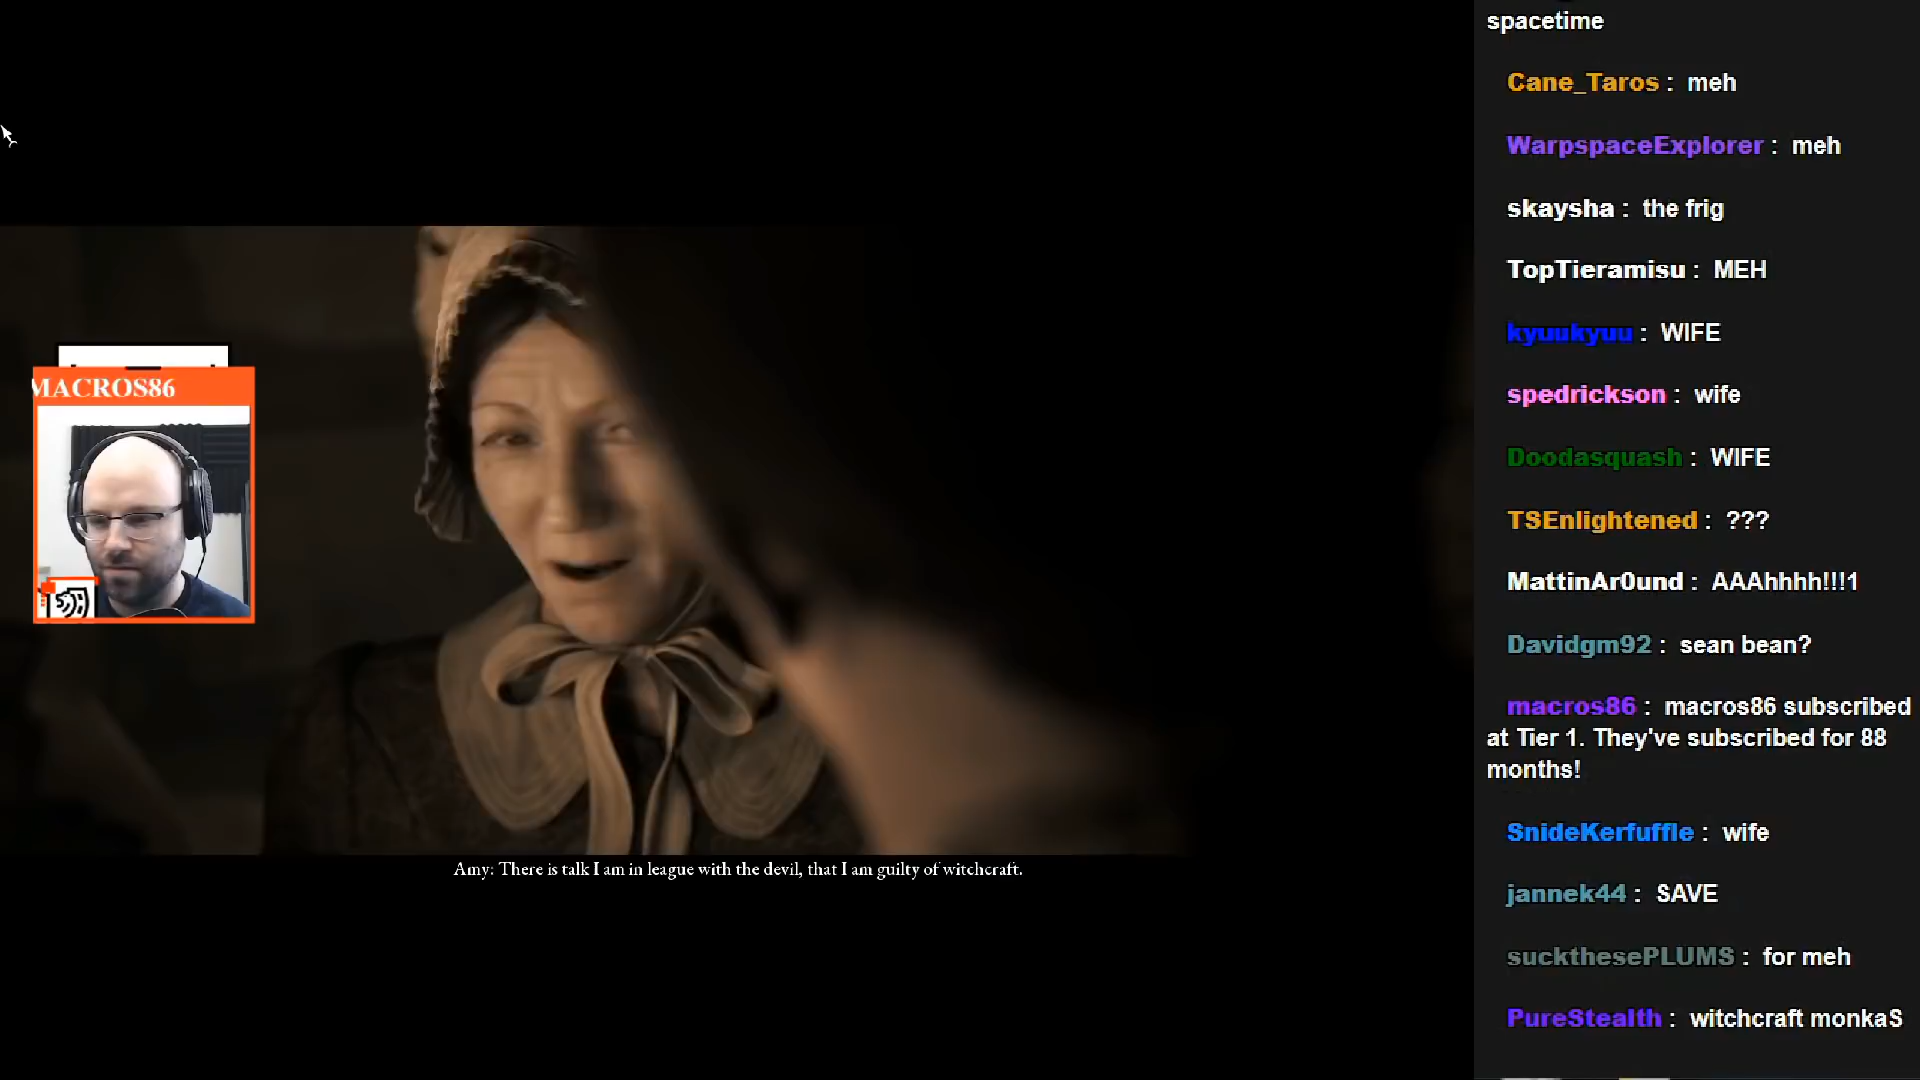 spacetime
Cane_Taros : meh
WarpspaceExplorer : meh
skaysha : the frig
TopTieramisu : MEH
kyuukyuu : WIFE
spedrickson : wife
Doodasquash : WIFE
TSEnlightened : ???
MattinAr0und : AAAhhhh!!!1
Davidgm92 : sean bean?
macros86 : macros86 subscribed
at Tier 1. They've subscribed for 88
months!
SnideKerfuffle : wife
jannek44 : SAVE
suckthesePLUMS : for meh
PureStealth : witchcraft monkaS
MACROS86
Amy: There is talk I am in league with the devil, that I am guilty of witchcraft.